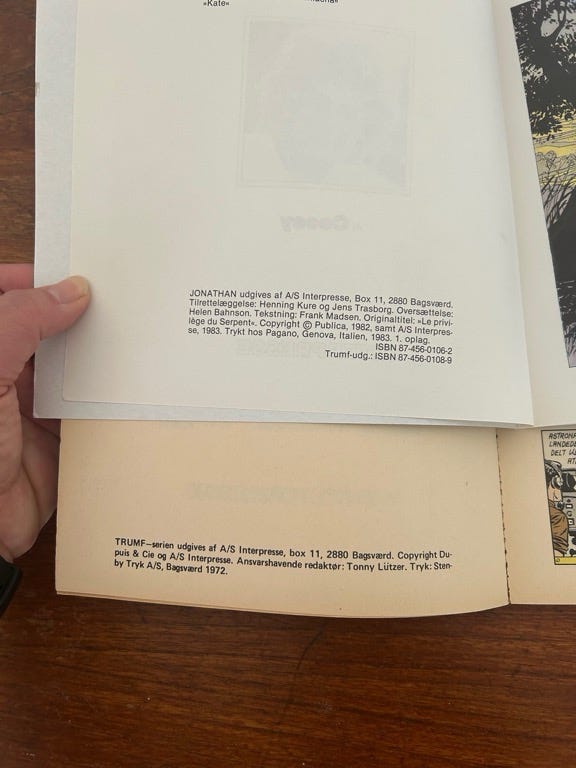 »Kate«
JONATHAN udgives af A/S Interpresse, Box 11, 2880 Bagsværd.
Tilrettelæggelse: Henning Kure og Jens Trasborg. Oversættelse:
Helen Bahnson. Tekstning: Frank Madsen. Originaltitel: »Le privi-
lège du Serpent«. Copyright © Publica, 1982, samt A/S Interpres-
se, 1983. Trykt hos Pagano, Genova, Italien, 1983. 1. oplag.
ISBN 87-456-0106-2
Trumf-udg.: ISBN 87-456-0108-9
TRUMF-serien udgives af A/S Interpresse, box 11, 2880 Bagsværd. Copyright Du-
puis & Cie og A/S Interpresse. Ansvarshavende redaktør: Tonny Lützer. Tryk: Sten-
by Tryk A/S, Bagsværd 1972.
LANDEDE
DELT